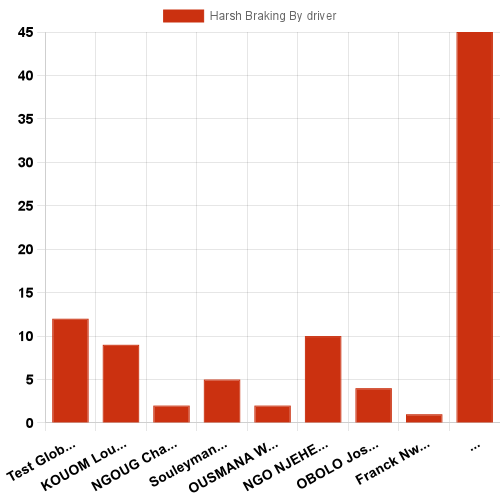 Harsh Braking By driver
45
40
35
30
25
20
15
10
5
0
Test Glob...
KOUOM Lou...
NGOUG Cha...
Souleyman...
OUSMANA W...
NGO NJEHE...
OBOLO Jos...
Franck Nw...
...